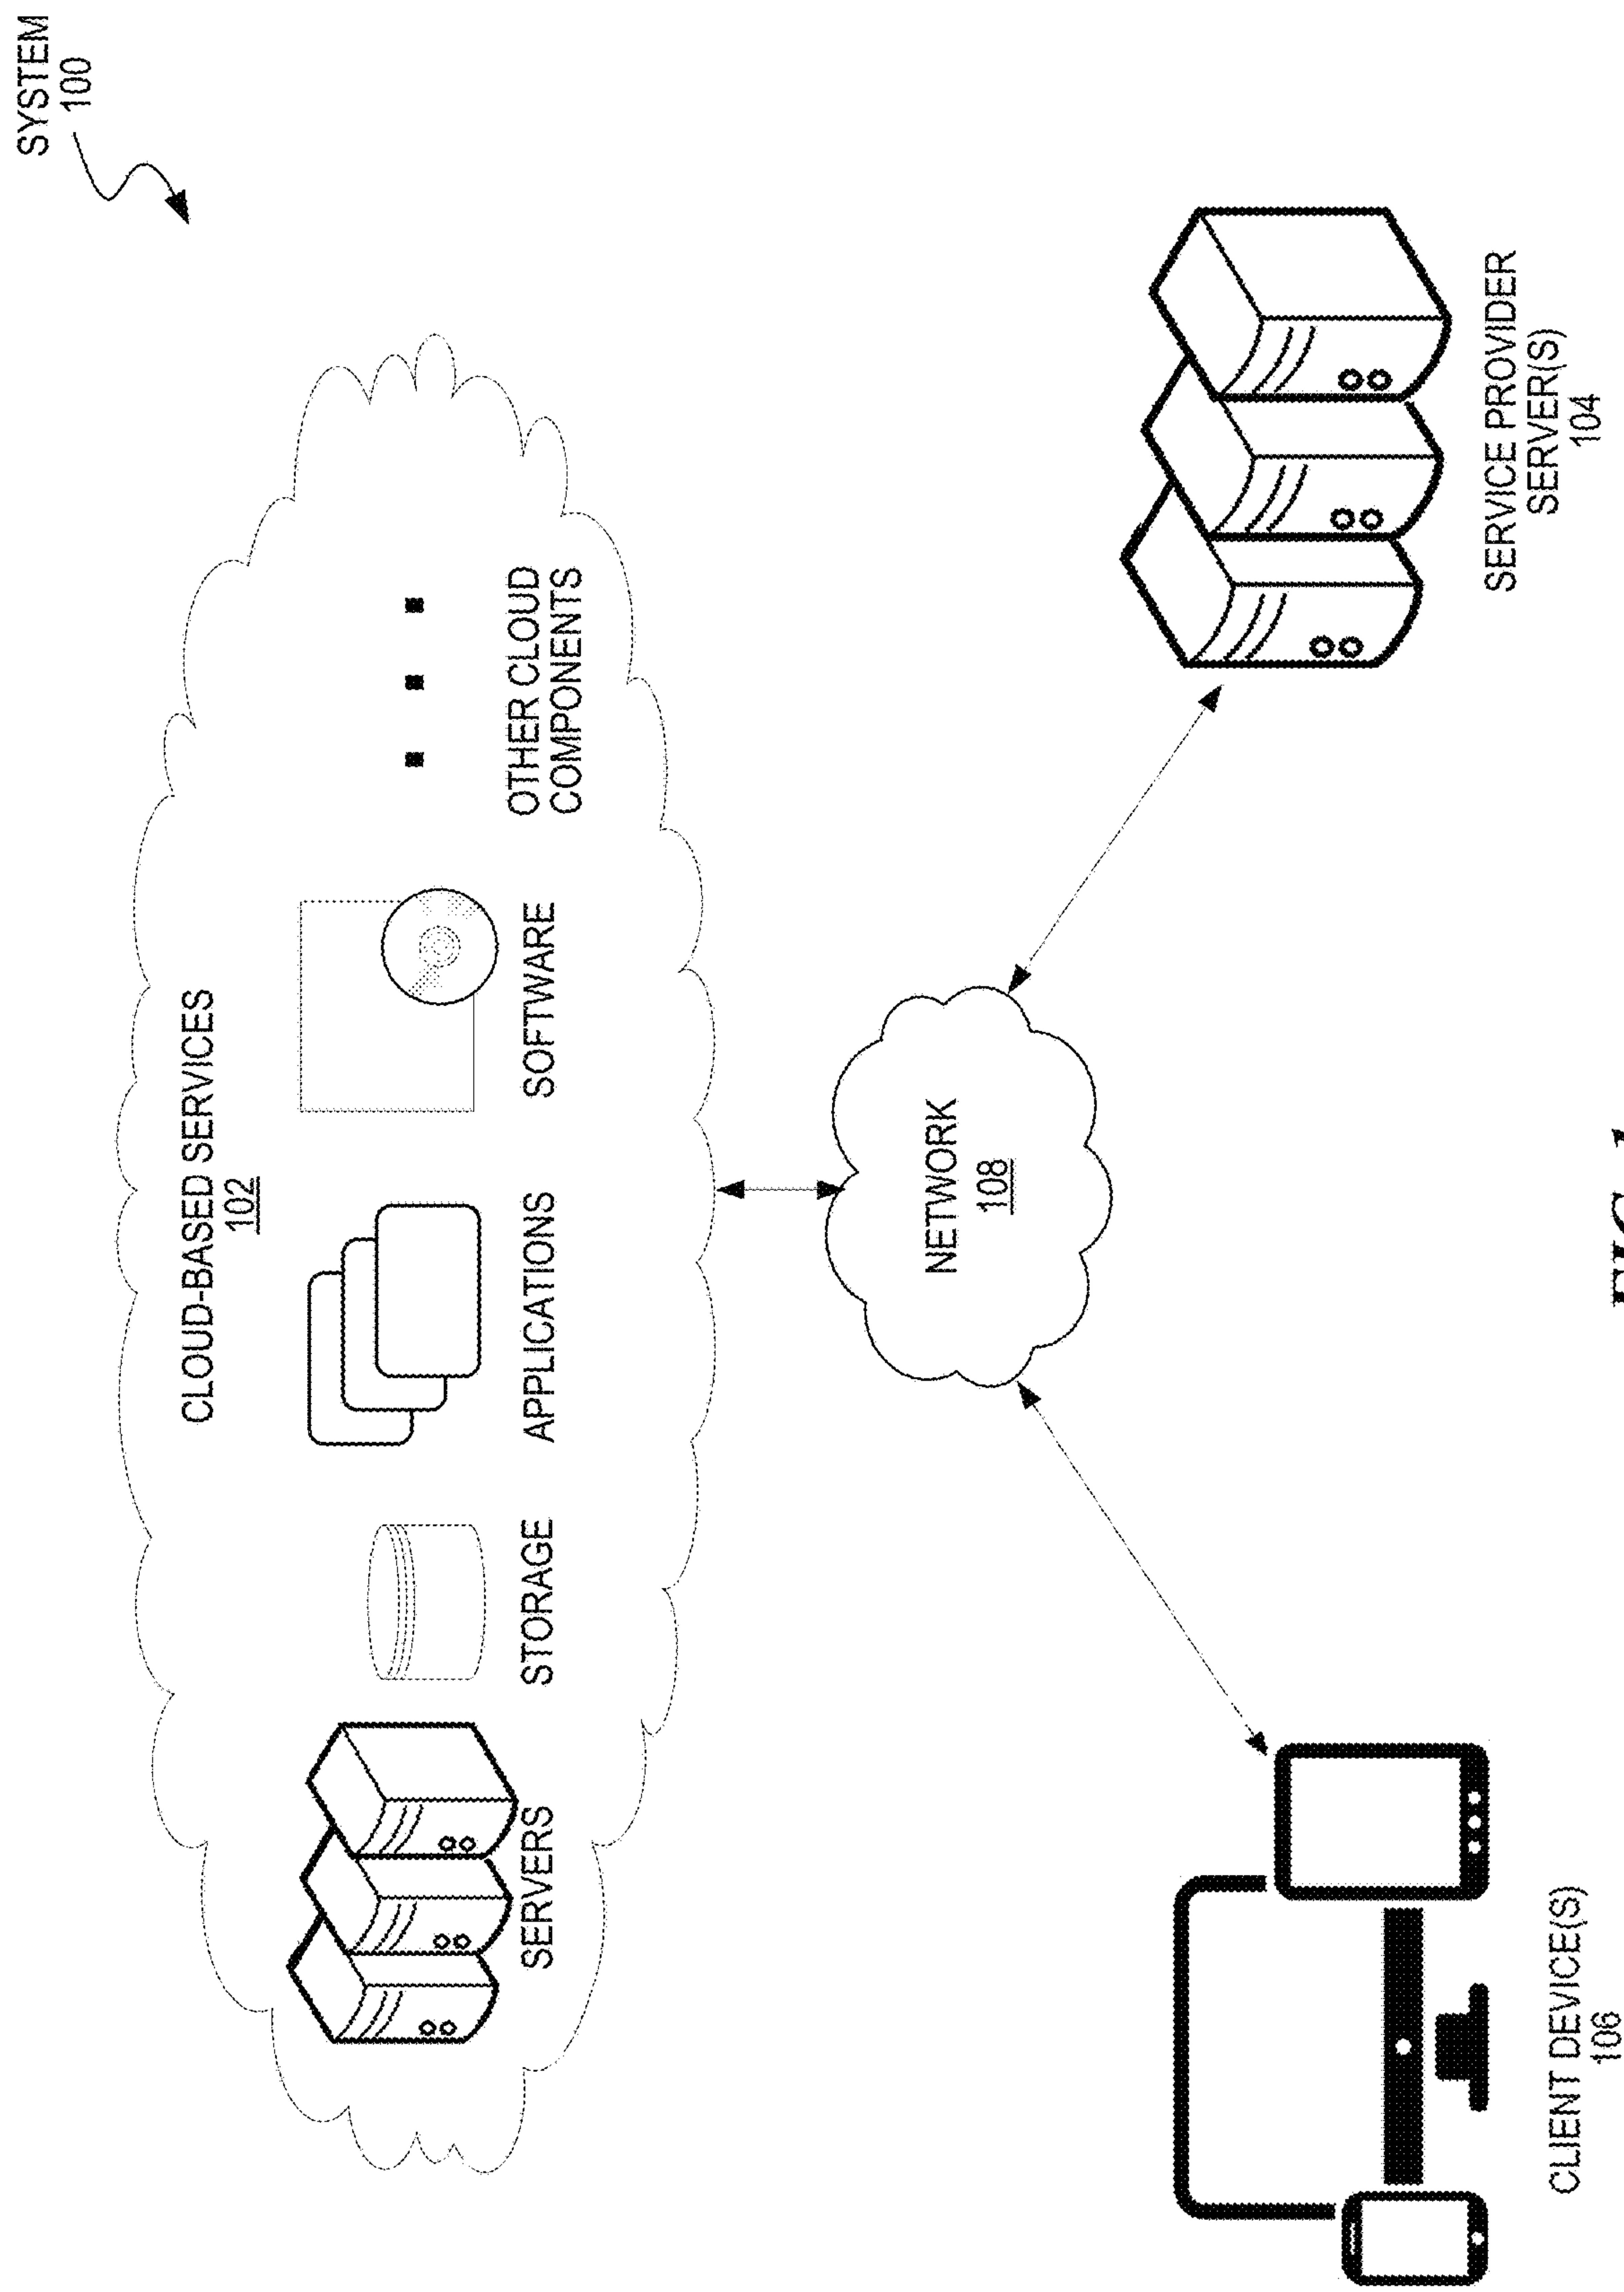 SYSTEM
100
CLOUD-BASED SERVICES
102
SERVERS
STORAGE
APPLICATIONS
SOFTWARE
OTHER CLOUD
COMPONENTS
NETWORK
108
CLIENT DEVICE(S)
106
SERVICE PROVIDER
SERVER(S)
104